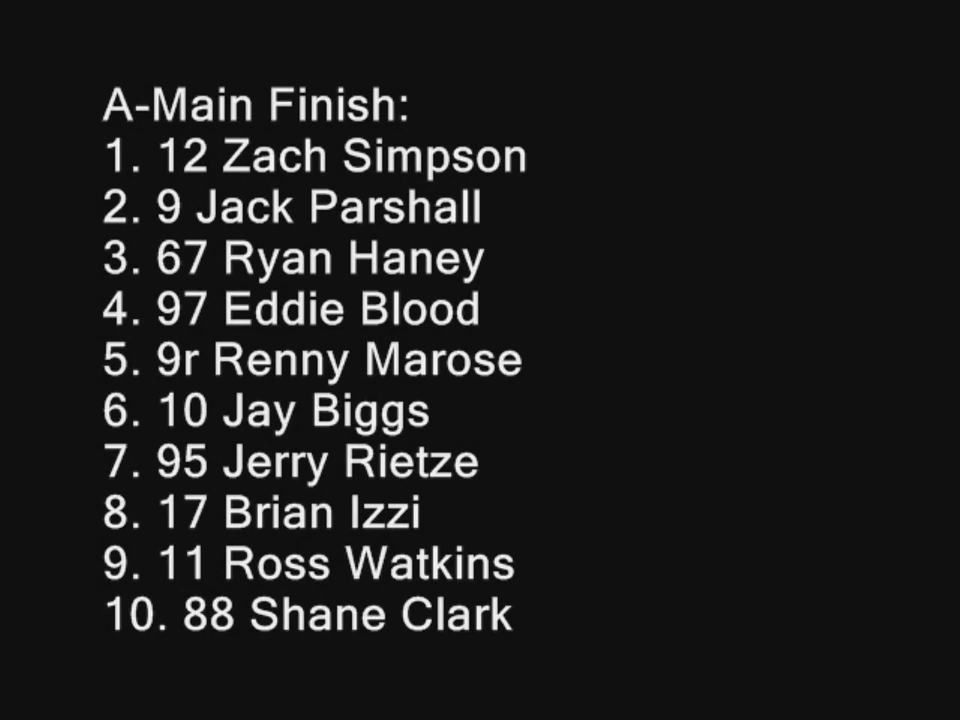 A-Main Finish:
1. 12 Zach Simpson
2. 9 Jack Parshall
3. 67 Ryan Haney
4. 97 Eddie Blood
5. 9r Renny Marose
6. 10 Jay Biggs
7. 95 Jerry Rietze
8. 17 Brian Izzi
9. 11 Ross Watkins
10. 88 Shane Clark